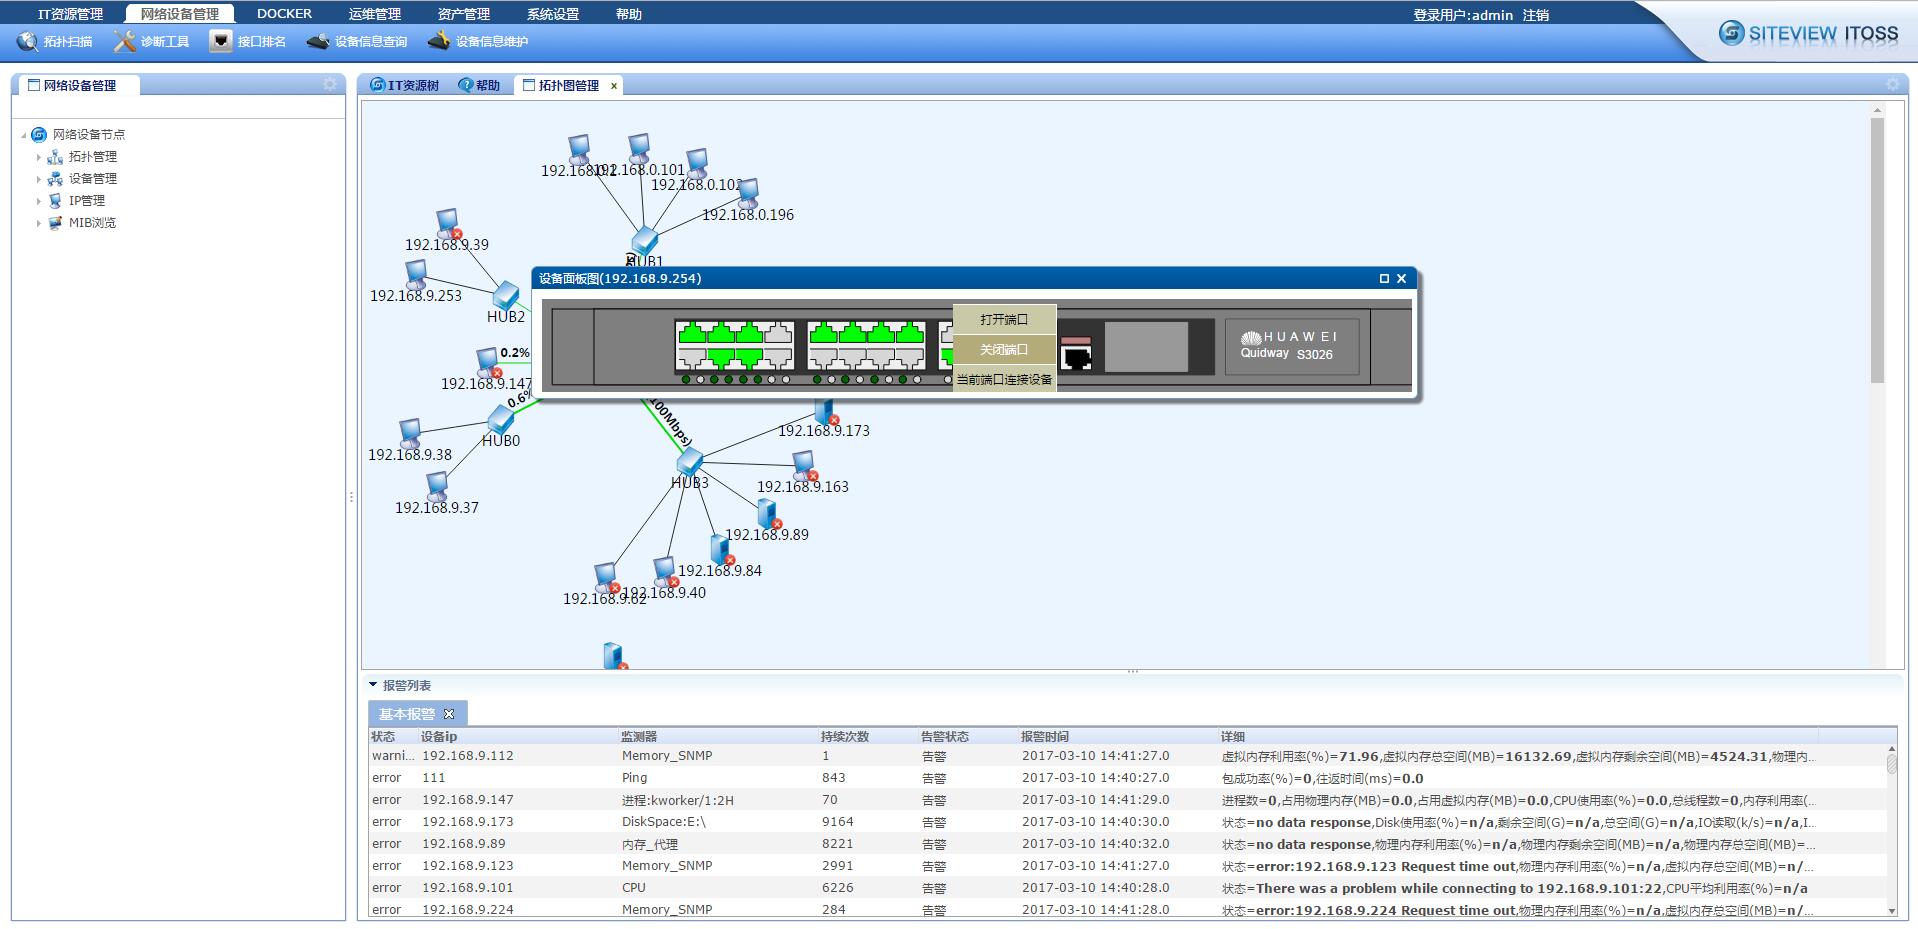 IT资源管理 网络设备管理 DOCKER 运维管理 资产管理 系统设置 帮助 登录用户:admin 注销
SITEVIEW ITOSS
拓扑扫描 诊断工具 接口排名 设备信息查询 设备信息维护
网络设备管理
IT资源树 帮助 拓扑图管理 x
网络设备节点
拓扑管理
设备管理
IP管理
MIB浏览
192.168.0.101
192.168.0.102
192.168.0.196
192.168.9.39
HUB1
192.168.9.253
HUB2
设备面板图(192.168.9.254)
打开端口
关闭端口
当前端口连接设备
HUAWEI
Quidway S3026
0.2%
192.168.9.147
0.6%
HUB0
192.168.9.38
192.168.9.37
100Mbps)
192.168.9.173
HUB3
192.168.9.163
192.168.9.89
192.168.9.84
192.168.9.62
192.168.9.40
报警列表
基本报警
状态 设备ip 监测器 持续次数 告警状态 报警时间 详细
warni... 192.168.9.112 Memory_SNMP 1 告警 2017-03-10 14:41:27.0 虚拟内存利用率(%)=71.96,虚拟内存总空间(MB)=16132.69,虚拟内存剩余空间(MB)=4524.31,物理内...
error 111 Ping 843 告警 2017-03-10 14:40:27.0 包成功率(%)=0,往返时间(ms)=0.0
error 192.168.9.147 进程:kworker/1:2H 70 告警 2017-03-10 14:41:29.0 进程数=0,占用物理内存(MB)=0.0,占用虚拟内存(MB)=0.0,CPU使用率(%)=0.0,总线程数=0,内存利用率(...
error 192.168.9.173 DiskSpace:E:\ 9164 告警 2017-03-10 14:40:30.0 状态=no data response,Disk使用率(%)=n/a,剩余空间(G)=n/a,总空间(G)=n/a,IO读取(k/s)=n/a,I...
error 192.168.9.89 内存_代理 8221 告警 2017-03-10 14:40:32.0 状态=no data response,物理内存利用率(%)=n/a,物理内存剩余空间(MB)=n/a,物理内存总空间(MB)=...
error 192.168.9.123 Memory_SNMP 2991 告警 2017-03-10 14:41:27.0 状态=error:192.168.9.123 Request time out,物理内存利用率(%)=n/a,虚拟内存总空间(MB)=n/...
error 192.168.9.101 CPU 6226 告警 2017-03-10 14:40:28.0 状态=There was a problem while connecting to 192.168.9.101:22,CPU平均利用率(%)=n/a
error 192.168.9.224 Memory_SNMP 284 告警 2017-03-10 14:41:28.0 状态=error:192.168.9.224 Request time out,物理内存利用率(%)=n/a,虚拟内存总空间(MB)=n/...